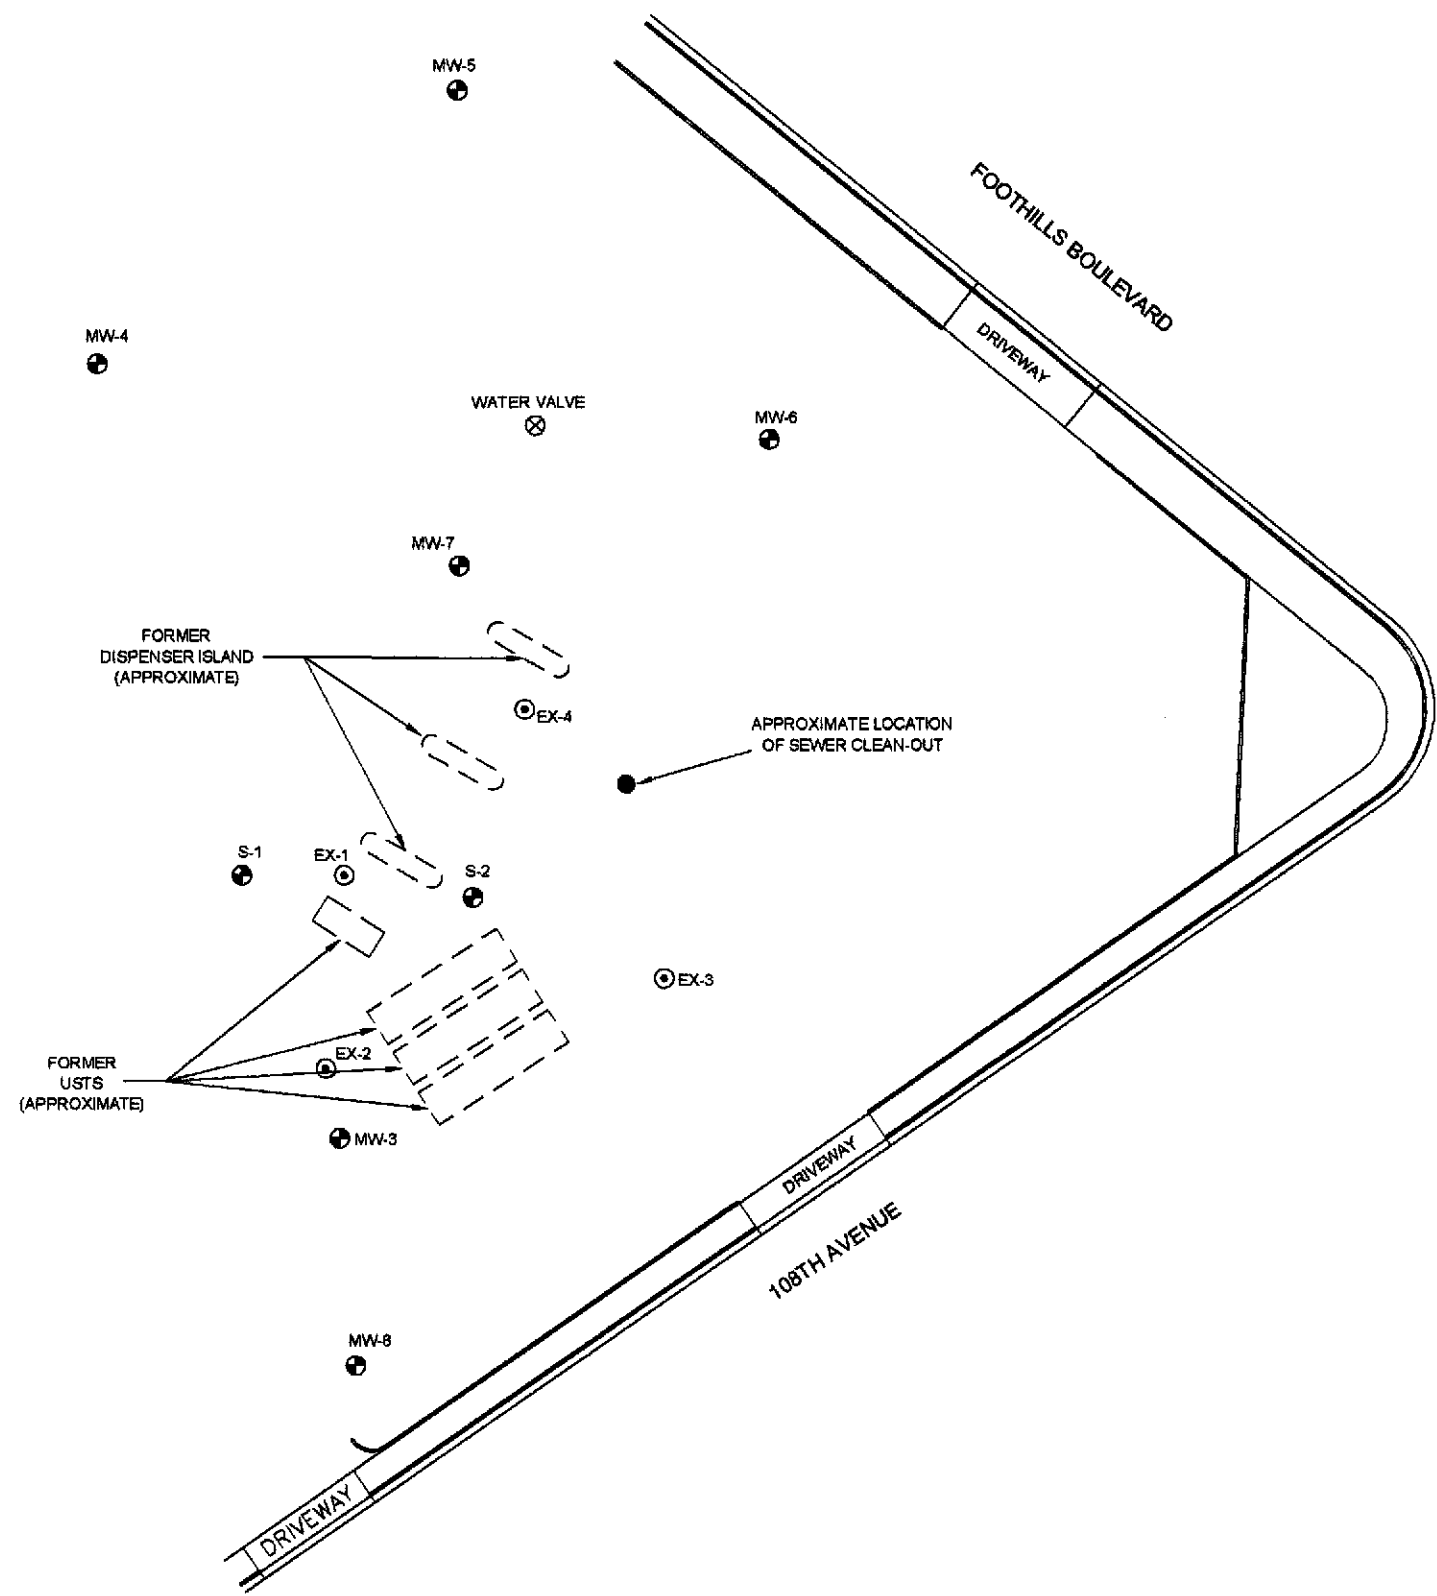 MW-5
FOOTHILLS BOULEVARD
MW-4
DRIVEWAY
WATER VALVE
MW-6
MW-7
FORMER
DISPENSER ISLAND
(APPROXIMATE)
EX-4
APPROXIMATE LOCATION
OF SEWER CLEAN-OUT
S-1
EX-1
S-2
EX-3
EX-2
FORMER
USTS
(APPROXIMATE)
MW-3
DRIVEWAY
108TH AVENUE
MW-8
DRIVEWAY